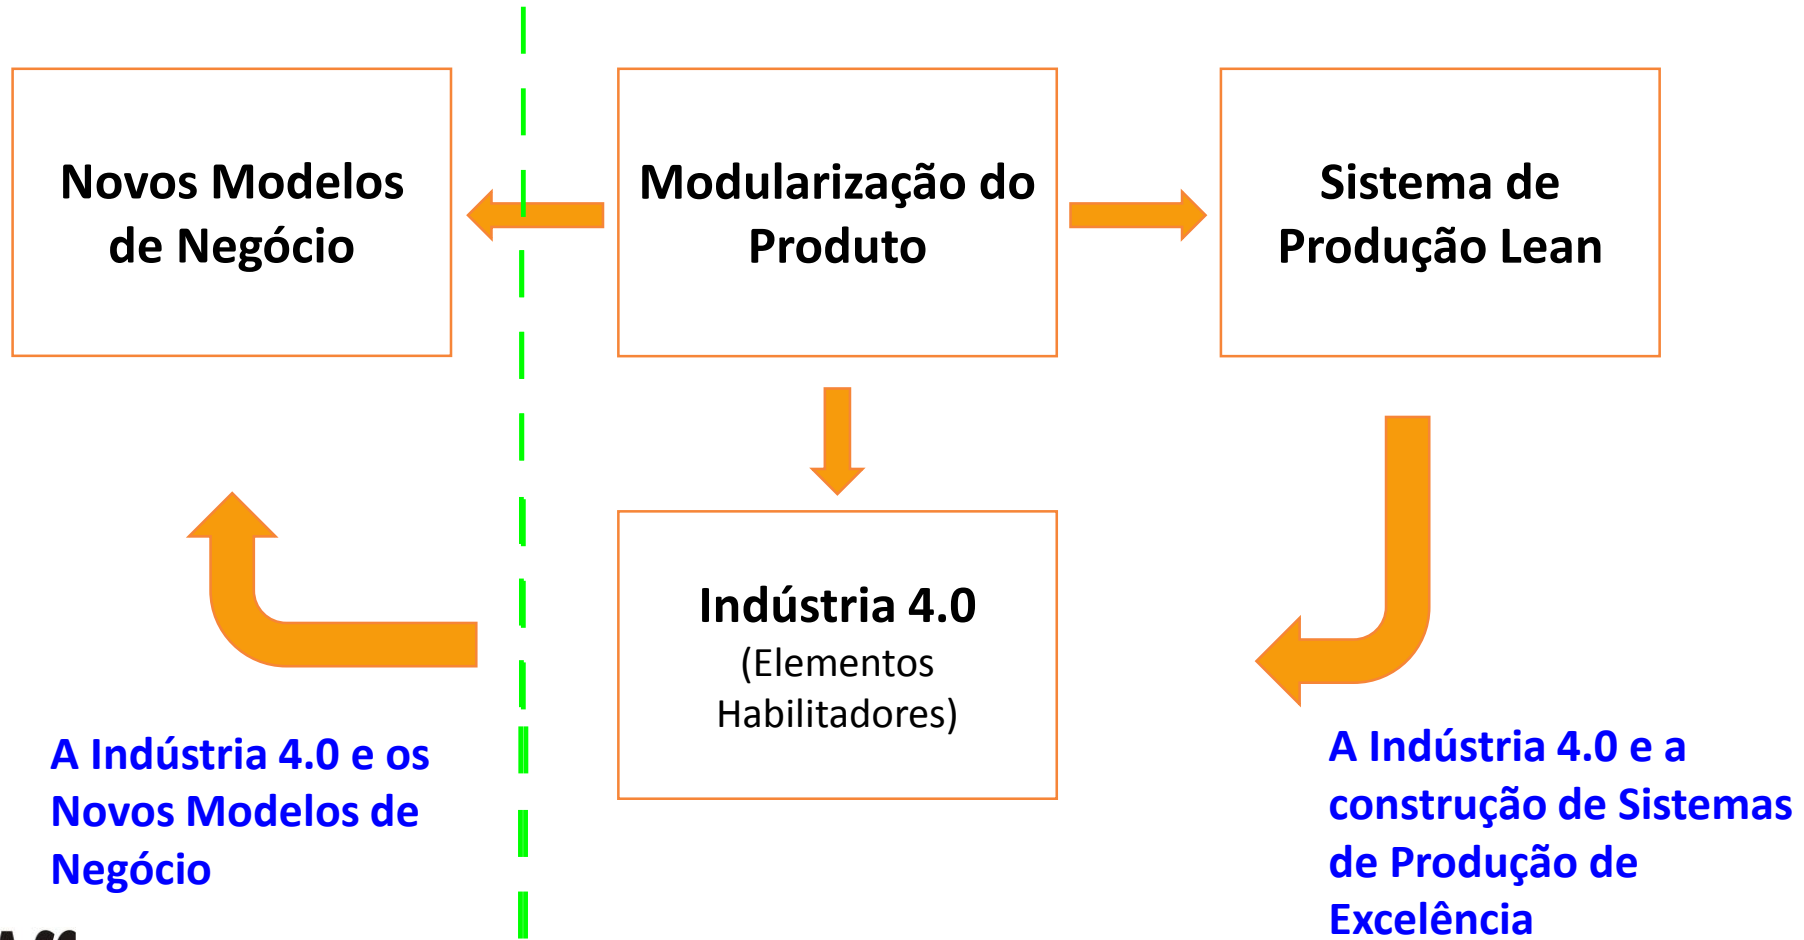 Novos Modelos
de Negócio
Modularização do
Produto
Sistema de
Produção Lean
Indústria 4.0
(Elementos
Habilitadores)
A Indústria 4.0 e os
Novos Modelos de
Negócio
A Indústria 4.0 e a
construção de Sistemas
de Produção de
Excelência